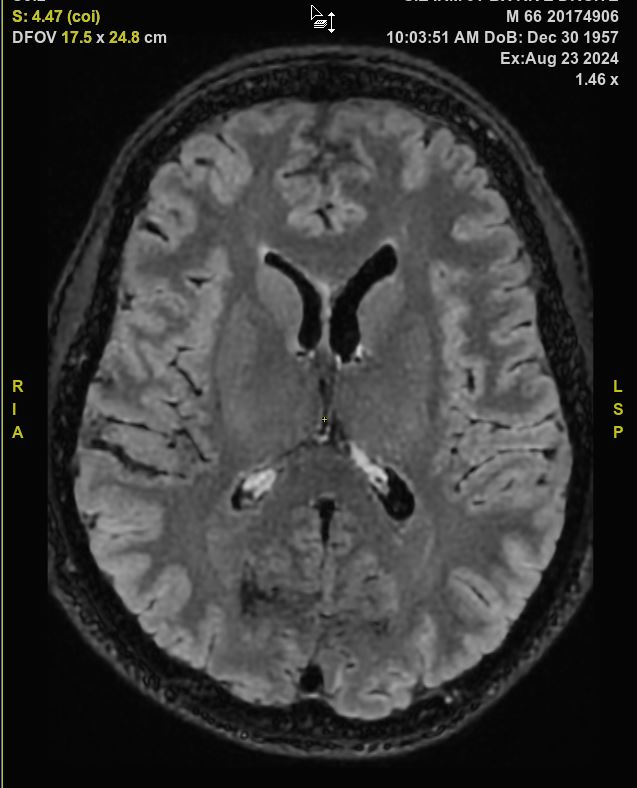 S: 4.47 (coi)
DFOV 17.5 x 24.8 cm
M 66 20174906
10:03:51 AM DoB: Dec 30 1957
Ex:Aug 23 2024
1.46 x
R
I
A
L
S
P